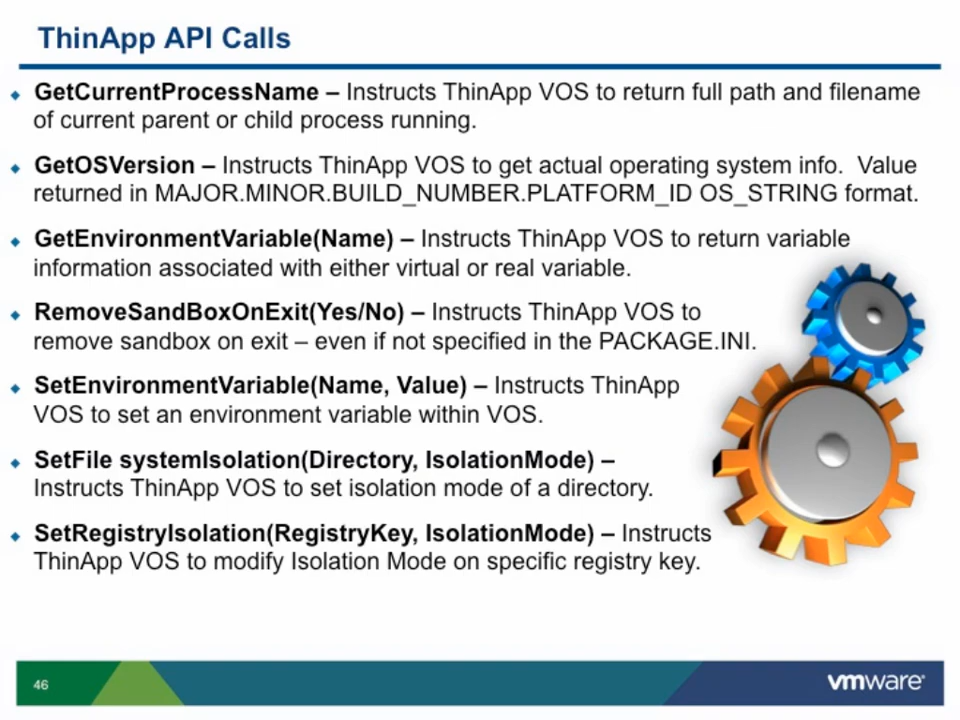 ThinApp API Calls
GetCurrentProcessName – Instructs ThinApp VOS to return full path and filename
of current parent or child process running.
GetOSVersion – Instructs ThinApp VOS to get actual operating system info.  Value
returned in MAJOR.MINOR.BUILD_NUMBER.PLATFORM_ID OS_STRING format.
GetEnvironmentVariable(Name) – Instructs ThinApp VOS to return variable
information associated with either virtual or real variable.
RemoveSandBoxOnExit(Yes/No) – Instructs ThinApp VOS to
remove sandbox on exit – even if not specified in the PACKAGE.INI.
SetEnvironmentVariable(Name, Value) – Instructs ThinApp
VOS to set an environment variable within VOS.
SetFile systemIsolation(Directory, IsolationMode) –
Instructs ThinApp VOS to set isolation mode of a directory.
SetRegistryIsolation(RegistryKey, IsolationMode) – Instructs
ThinApp VOS to modify Isolation Mode on specific registry key.
46
vmware®